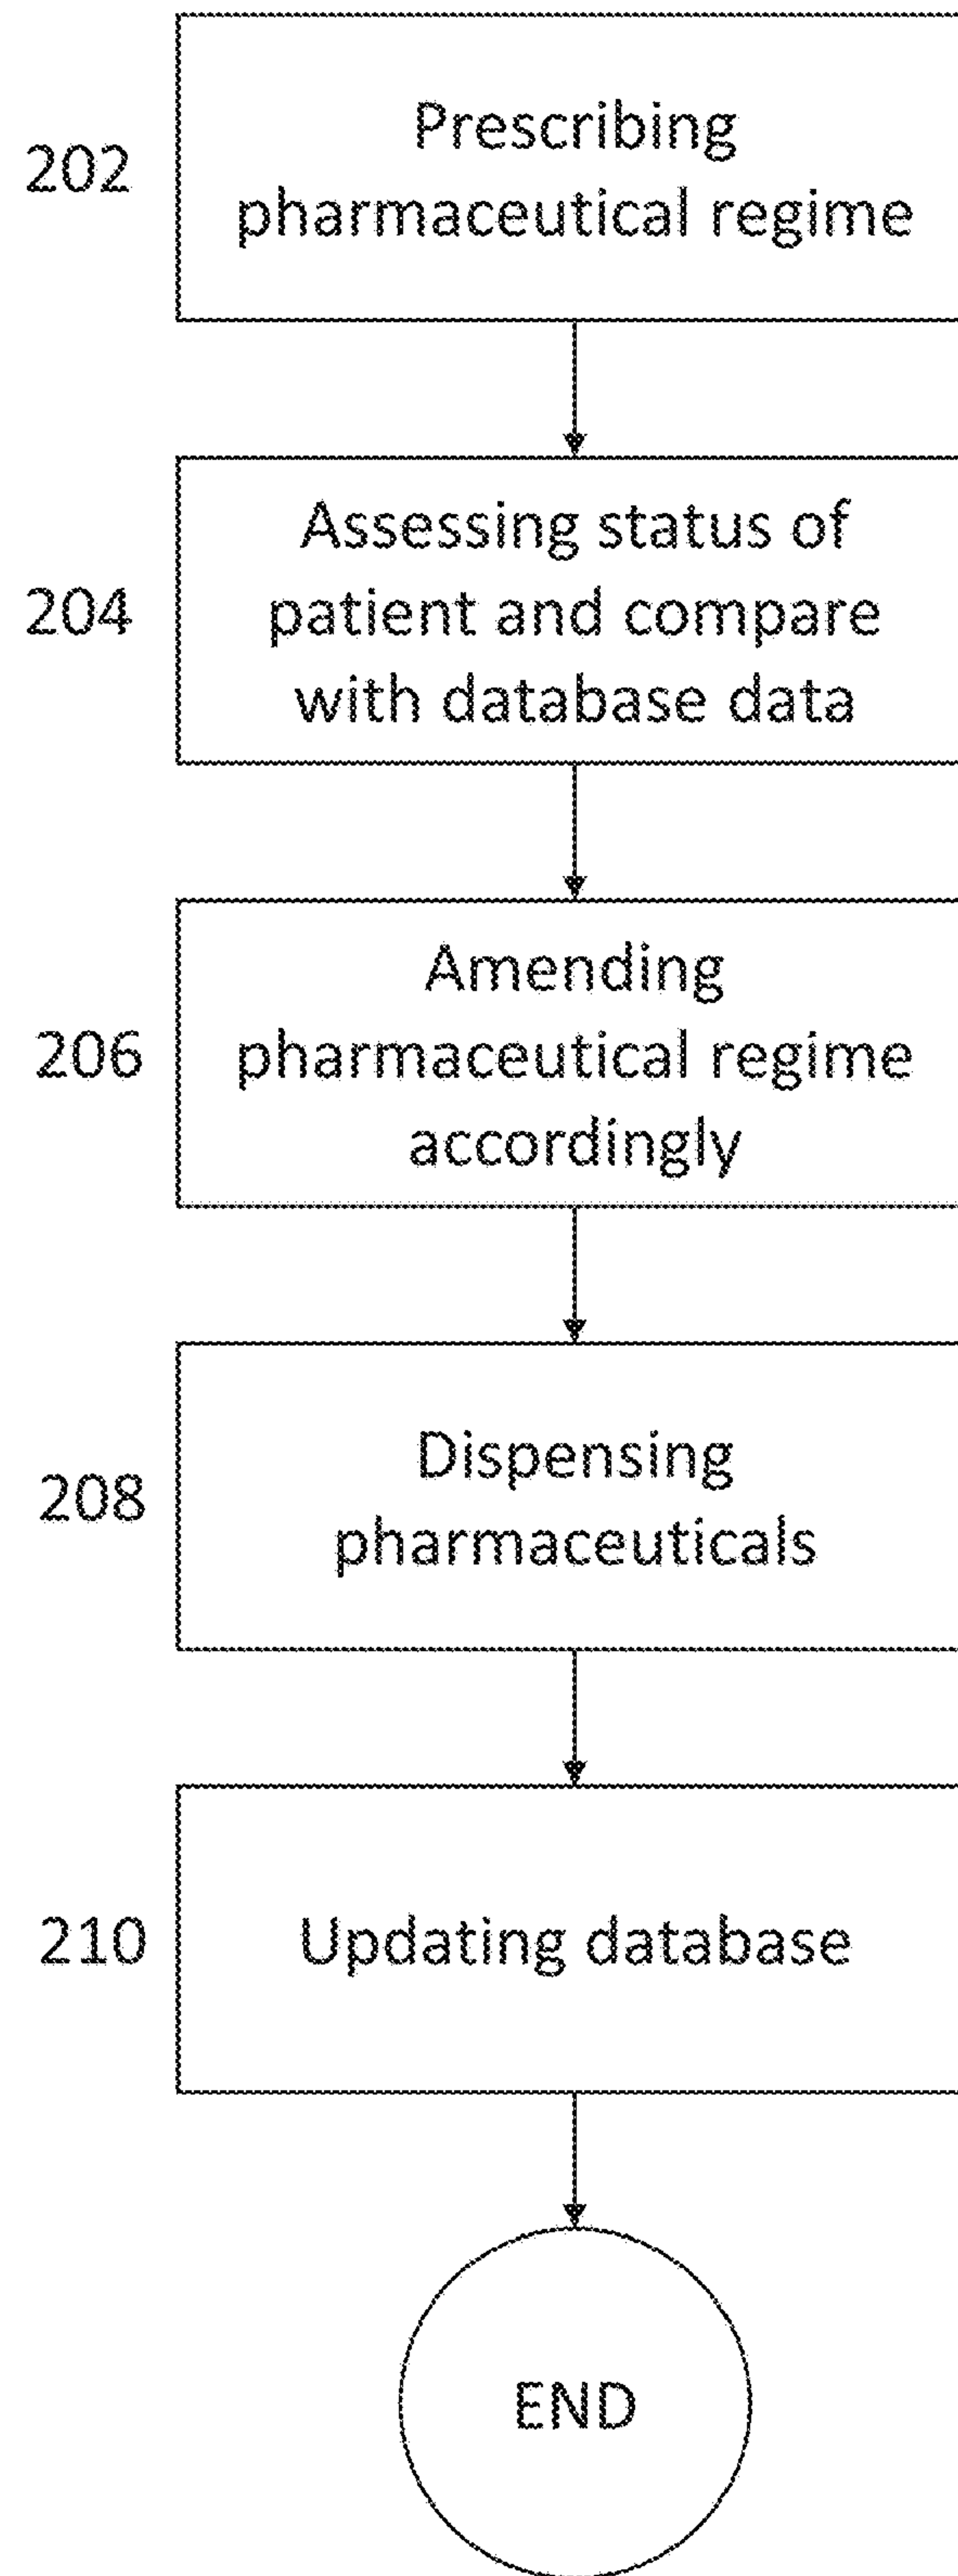 202
Prescribing
pharmaceutical regime
204
Assessing status of
patient and compare
with database data
206
Amending
pharmaceutical regime
accordingly
208
Dispensing
pharmaceuticals
210
Updating database
END